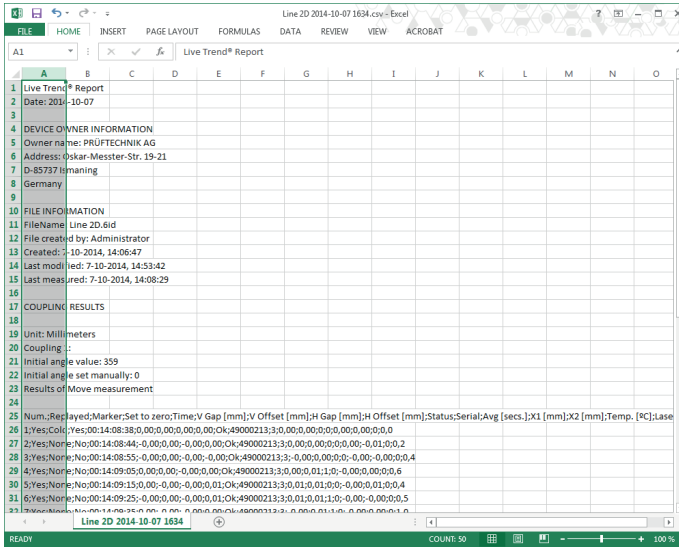 Line 2D 2014-10-07 1634.csv - Excel
FILE HOME INSERT PAGE LAYOUT FORMULAS DATA REVIEW VIEW ACROBAT
A1 fx Live Trend® Report
A B C D E F G H I J K L M N O
1 Live Trend® Report
2 Date: 2014-10-07
3
4 DEVICE OWNER INFORMATION
5 Owner name: PRÜFTECHNIK AG
6 Address: Oskar-Messter-Str. 19-21
7 D-85737 Ismaning
8 Germany
9
10 FILE INFORMATION
11 FileName: Line 2D.6id
12 File created by: Administrator
13 Created: 7-10-2014, 14:06:47
14 Last modified: 7-10-2014, 14:53:42
15 Last measured: 7-10-2014, 14:08:29
16
17 COUPLING RESULTS
18
19 Unit: Millimeters
20 Coupling 1:
21 Initial angle value: 359
22 Initial angle set manually: 0
23 Results of Move measurement
24
25 Num.;Replayed;Marker;Set to zero;Time;V Gap [mm];V Offset [mm];H Gap [mm];H Offset [mm];Status;Serial;Avg [secs.];X1 [mm];X2 [mm];Temp. [ºC];Lase
26 1;Yes;Cold;Yes;00:14:08:38;0,00;0,00;0,00;0,00;Ok;49000213;3;0,00;0,00;0;0,00;0,00;0;0
27 2;Yes;None;No;00:14:08:44;-0,00;0,00;-0,00;0,00;Ok;49000213;3;0,00;0,00;0;0,00;-0,01;0;0,2
28 3;Yes;None;No;00:14:08:55;-0,00;0,00;-0,00;-0,00;Ok;49000213;3;-0,00;0,00;0;-0,00;-0,00;0;0,4
29 4;Yes;None;No;00:14:09:05;0,00;0,00;-0,00;0,00;Ok;49000213;3;0,00;0,01;1;0;-0,00;0,00;0;0,6
30 5;Yes;None;No;00:14:09:15;0,00;-0,00;-0,00;0,01;Ok;49000213;3;0,01;0,01;0;0;-0,00;0,01;0;0,4
31 6;Yes;None;No;00:14:09:25;-0,00;0,00;-0,00;0,01;Ok;49000213;3;0,01;0,01;1;0;-0,00;-0,00;0;0,5
Line 2D 2014-10-07 1634
READY COUNT: 50 100 %